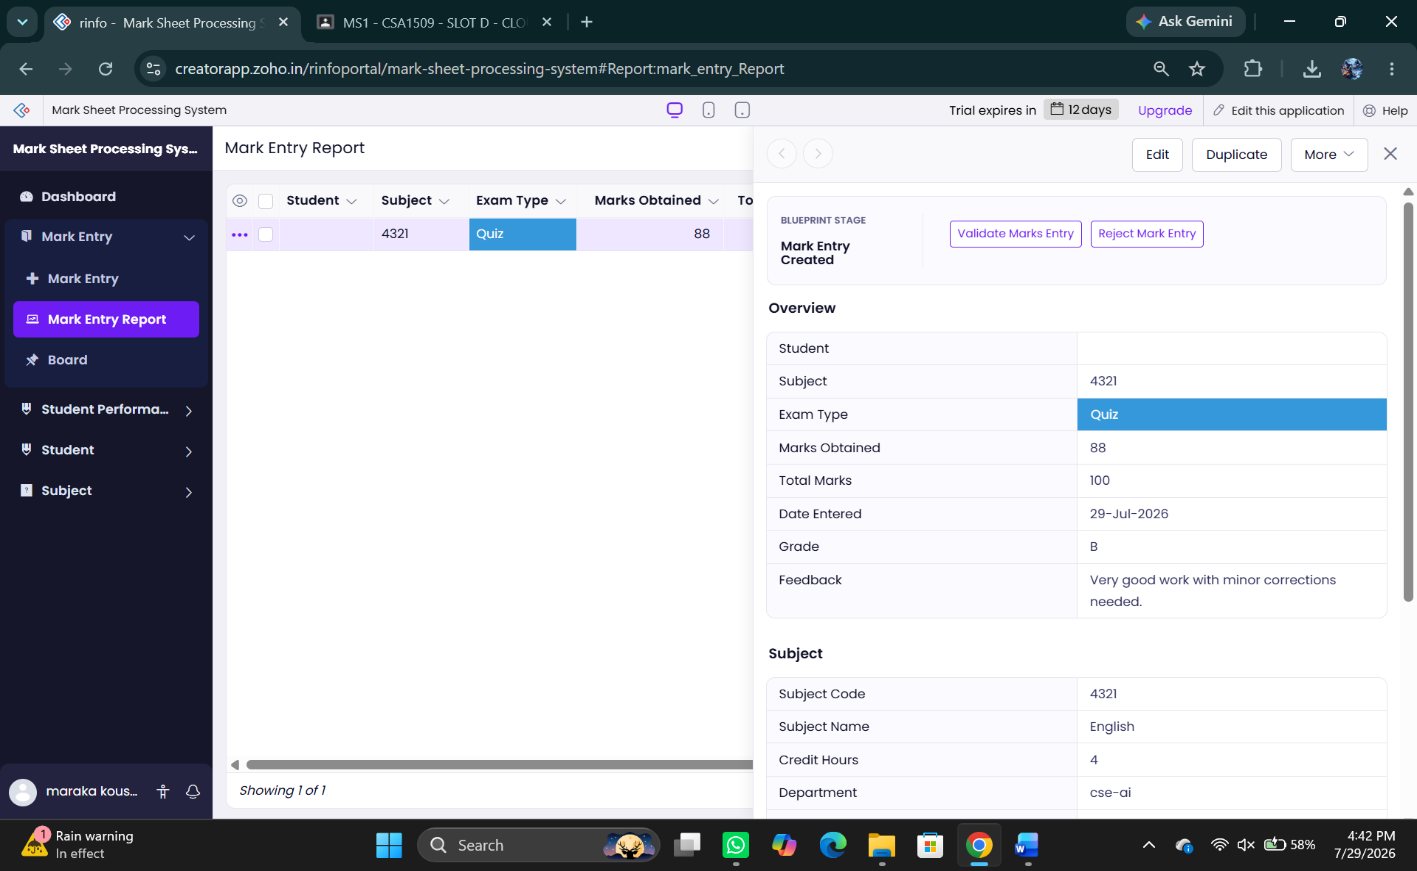 rinfo - Mark Sheet Processing S
MS1 - CSA1509 - SLOT D - CLO
Ask Gemini
creatorapp.zoho.in/rinfoportal/mark-sheet-processing-system#Report:mark_entry_Report
Mark Sheet Processing System
Trial expires in
12 days
Upgrade
Edit this application
Help
Mark Sheet Processing Sys...
Dashboard
Mark Entry
Mark Entry
Mark Entry Report
Board
Student Performa...
Student
Subject
maraka kous...
Mark Entry Report
Student
Subject
Exam Type
Marks Obtained
To
4321
Quiz
88
Showing 1 of 1
Edit
Duplicate
More
BLUEPRINT STAGE
Mark Entry
Created
Validate Marks Entry
Reject Mark Entry
Overview
Student
Subject
4321
Exam Type
Quiz
Marks Obtained
88
Total Marks
100
Date Entered
29-Jul-2026
Grade
B
Feedback
Very good work with minor corrections
needed.
Subject
Subject Code
4321
Subject Name
English
Credit Hours
4
Department
cse-ai
1
Rain warning
In effect
Search
58%
4:42 PM
7/29/2026